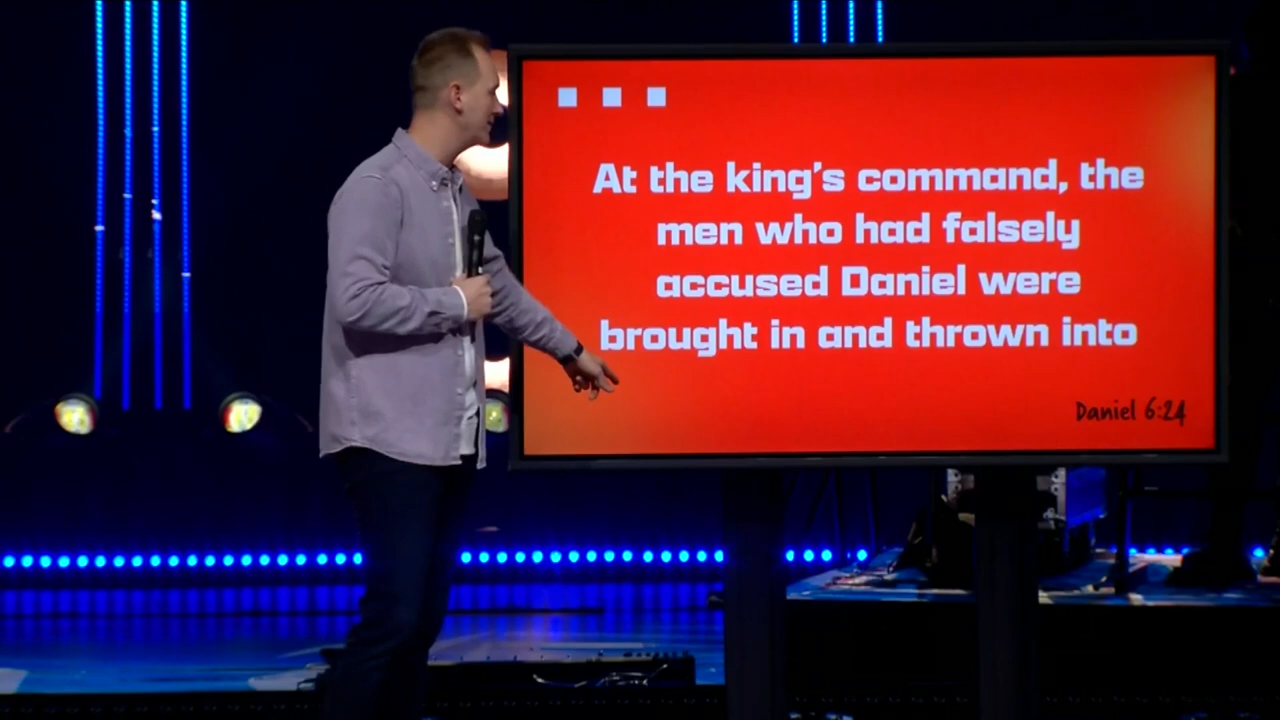 At the king's command, the
men who had falsely
accused Daniel were
brought in and thrown into
Daniel 6:24